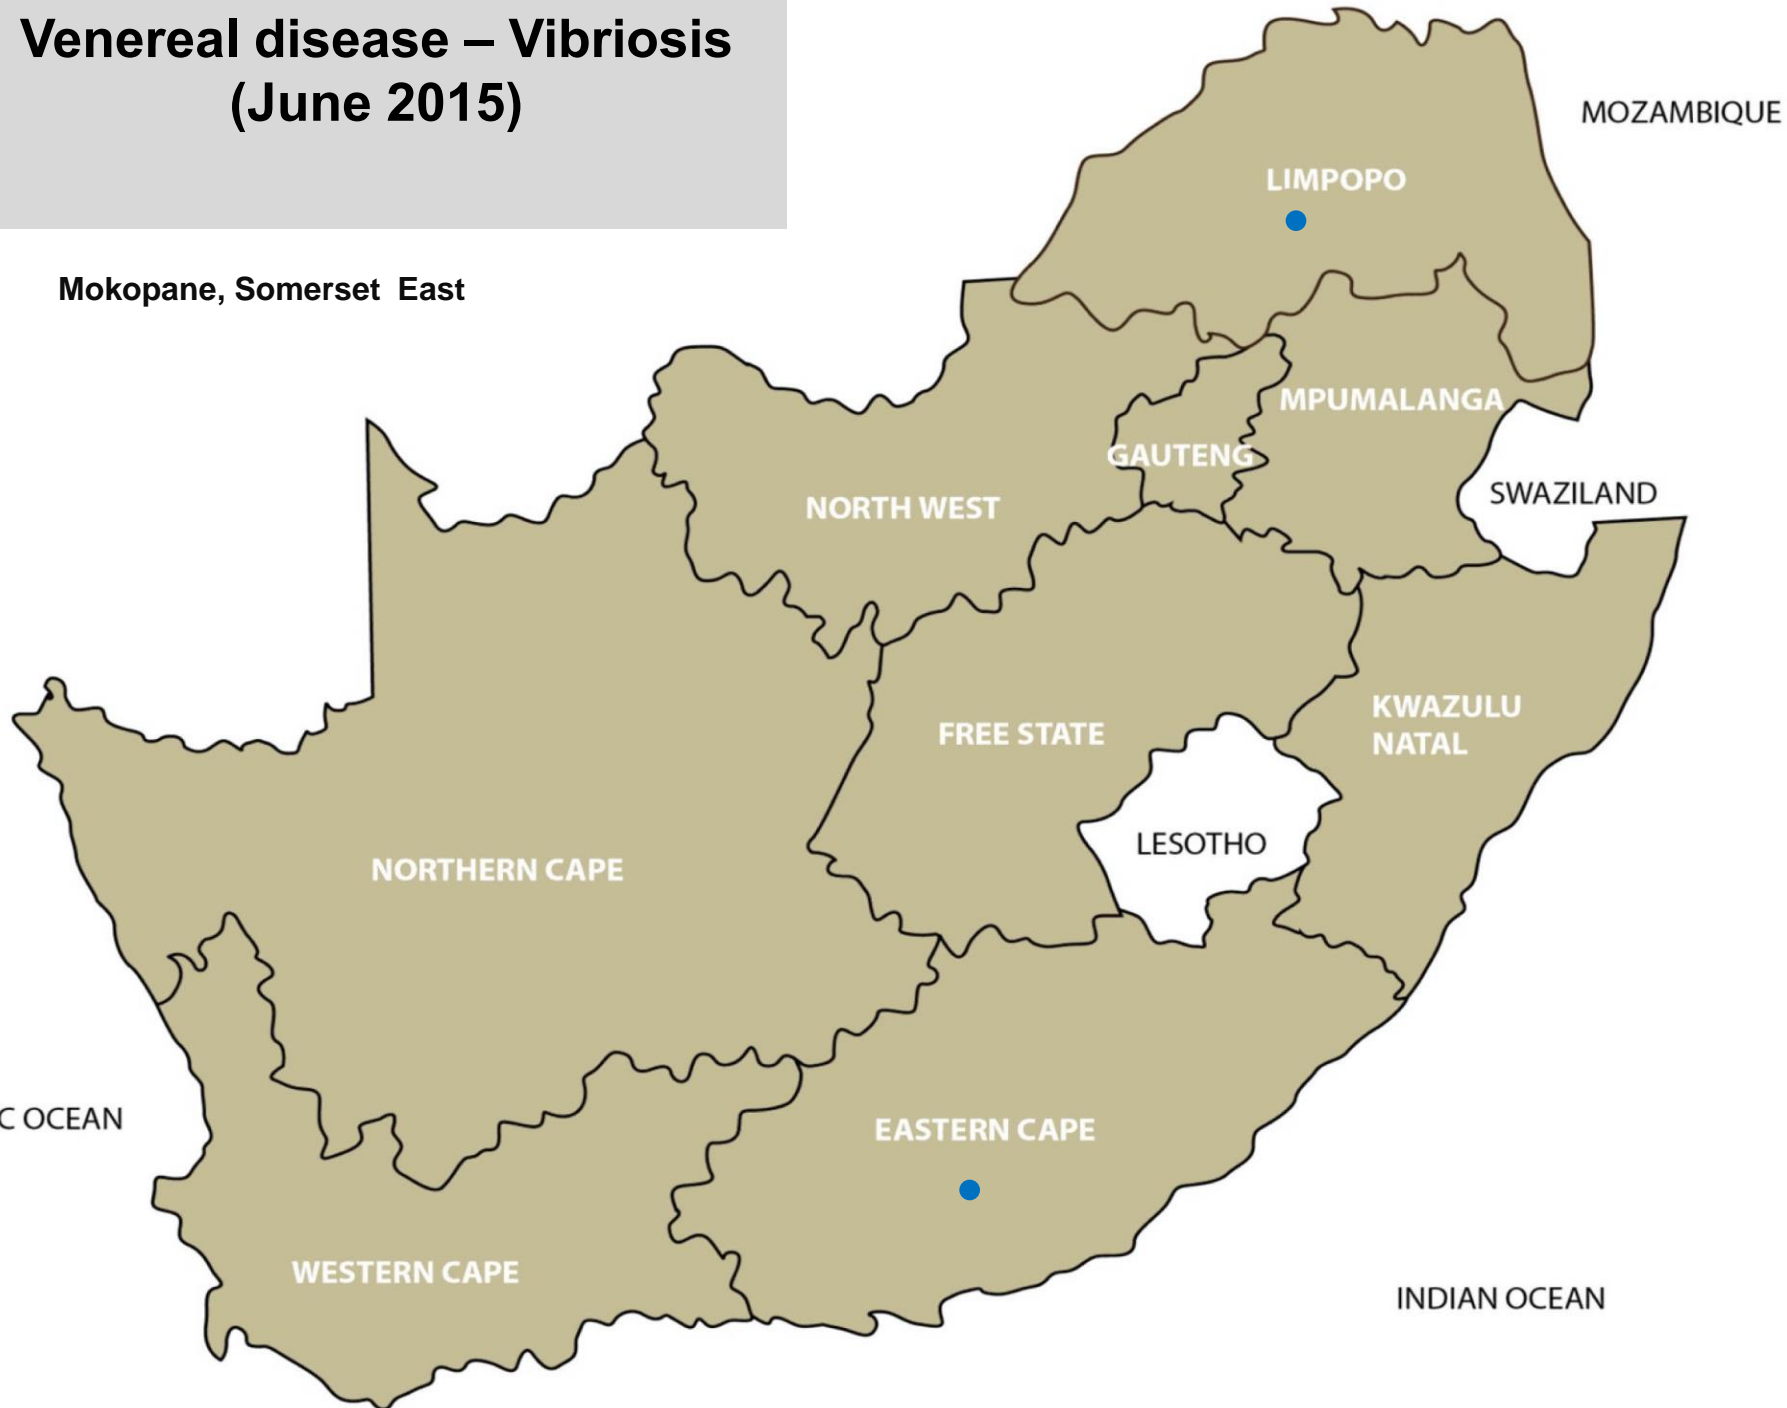 Venereal disease – Vibriosis
(June 2015)
MOZAMBIQUE
LIMPOPO
Mokopane, Somerset  East
MPUMALANGA
GAUTENG
SWAZILAND
NORTH WEST
KWAZULU
NATAL
FREE STATE
LESOTHO
NORTHERN CAPE
C OCEAN
EASTERN CAPE
WESTERN CAPE
INDIAN OCEAN